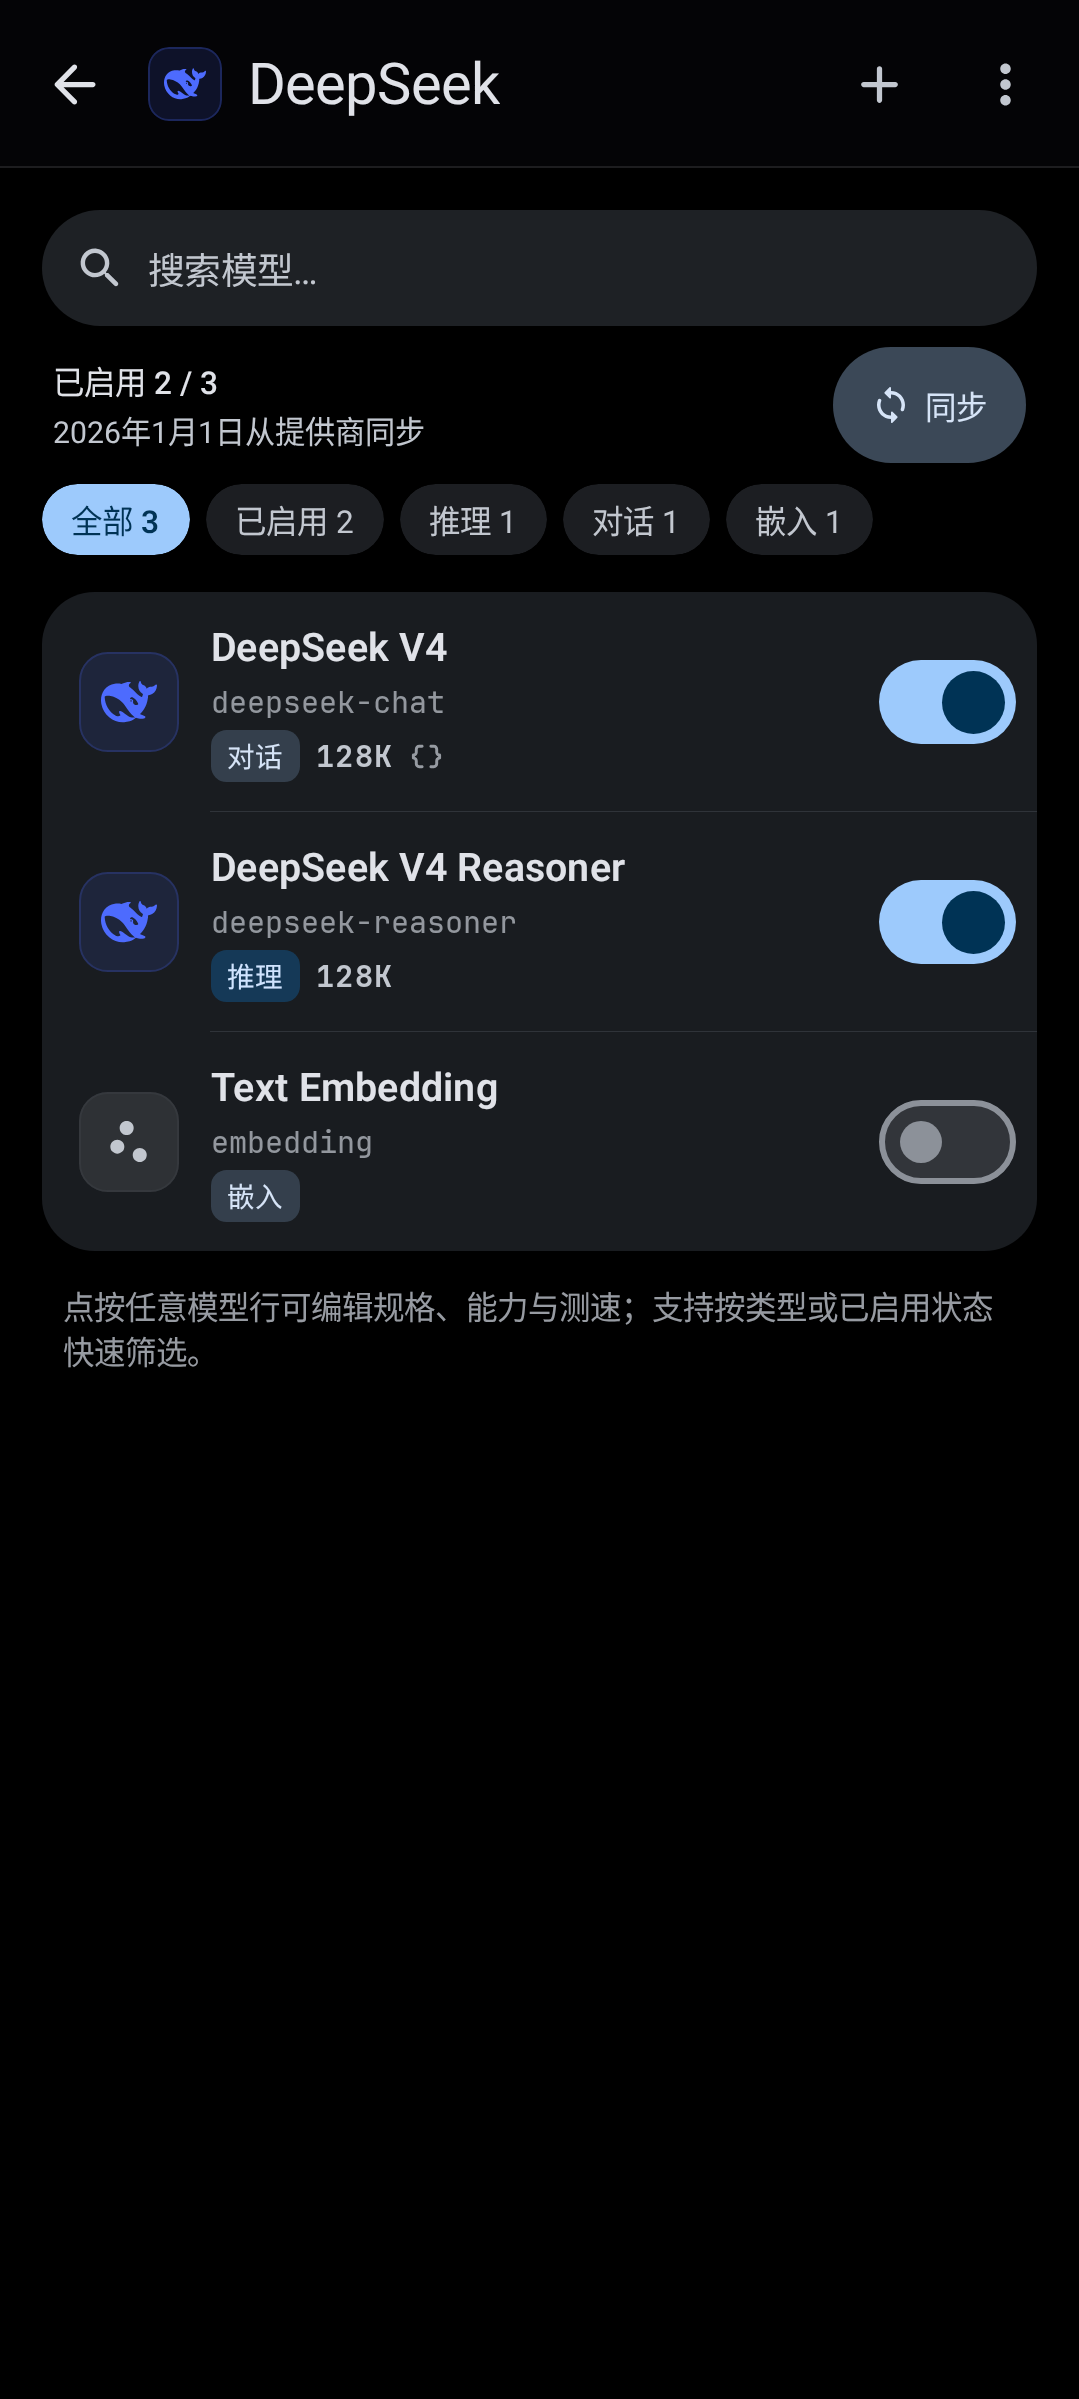 DeepSeek
搜索模型...
已启用 2 / 3
2026年1月1日从提供商同步
同步
全部 3
已启用 2
推理 1
对话 1
嵌入 1
DeepSeek V4
deepseek-chat
对话 128K {}
DeepSeek V4 Reasoner
deepseek-reasoner
推理 128K
Text Embedding
embedding
嵌入
点按任意模型行可编辑规格、能力与测速；支持按类型或已启用状态
快速筛选。